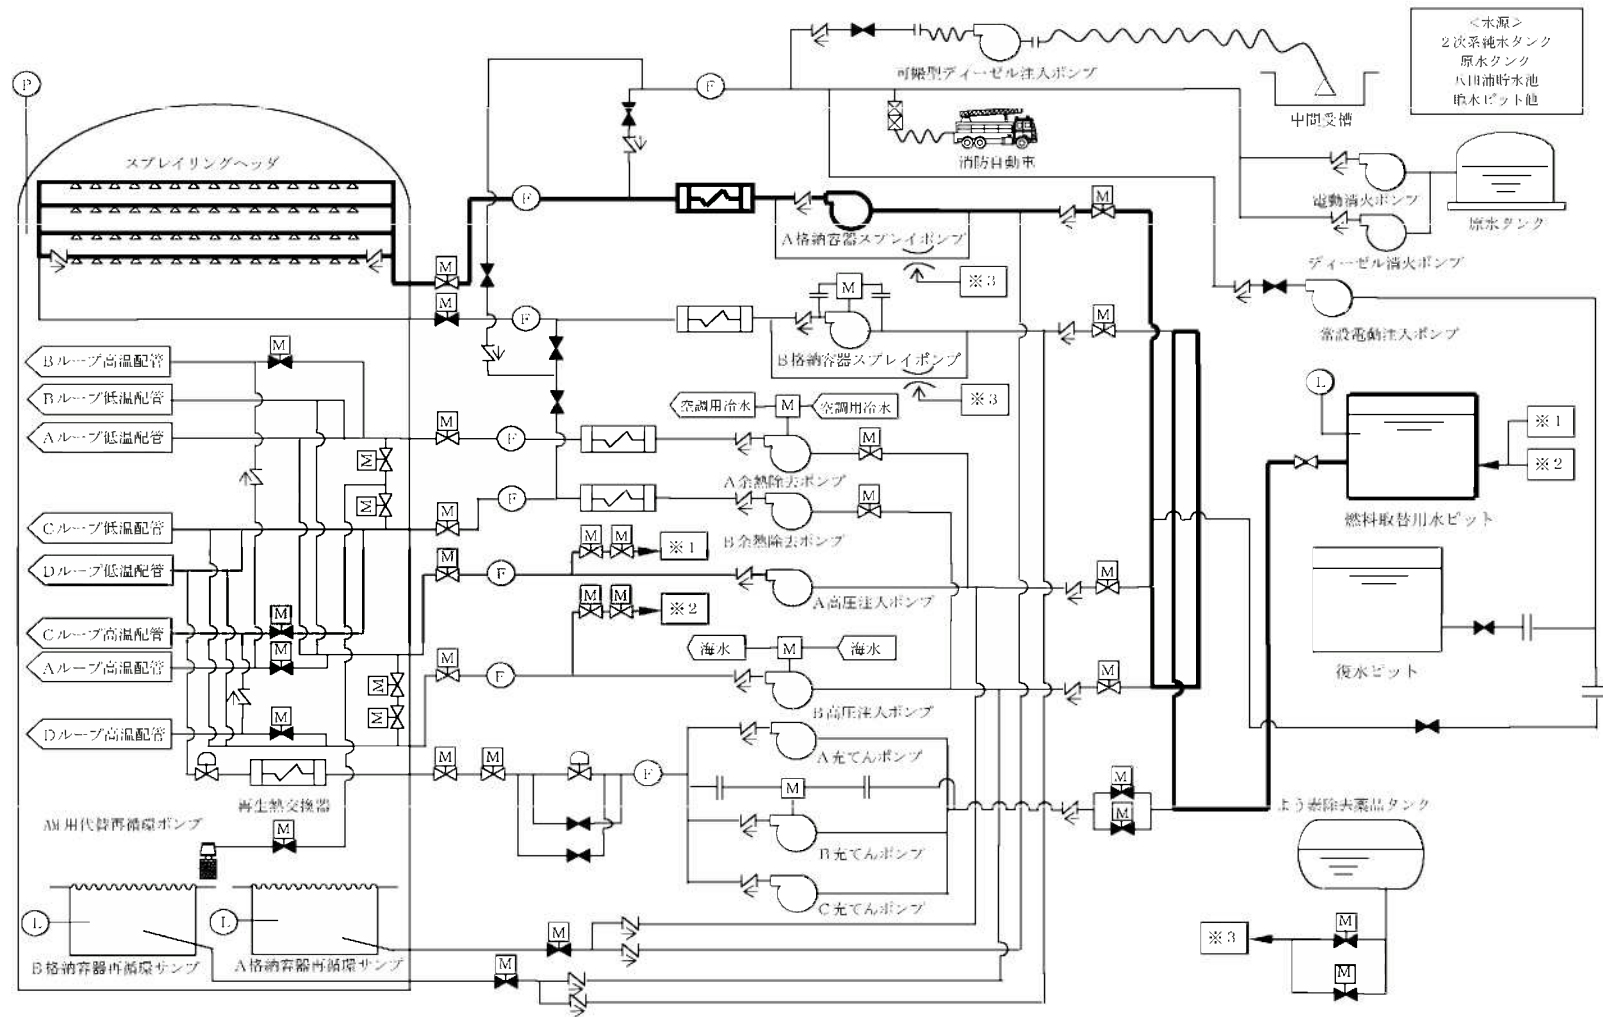 <水源>
2次系純水タンク
原水タンク
八田浦貯水池
取水ピット他
可搬型ディーゼル注入ポンプ
中間受槽
消防自動車
電動消火ポンプ
原水タンク
ディーゼル消火ポンプ
常設電動注入ポンプ
P
スプレイリングヘッダ
F
F
M
A格納容器スプレイポンプ
※3
M
M
F
M
M
B格納容器スプレイポンプ
※3
L
※1
※2
燃料取替用水ピット
復水ピット
Bループ高温配管
M
Bループ低温配管
Aループ低温配管
M
F
空調用冷水
M
空調用冷水
M
A余熱除去ポンプ
M
M
Cループ低温配管
M
F
M
B余熱除去ポンプ
Dループ低温配管
M
F
M
M
※1
A高圧注入ポンプ
M
Cループ高温配管
M
M
M
※2
Aループ高温配管
M
M
F
海水
M
海水
B高圧注入ポンプ
M
M
M
Dループ高温配管
M
A充てんポンプ
M
M
F
M
B充てんポンプ
C充てんポンプ
M
M
再生熱交換器
AM用代替再循環ポンプ
M
よう素除去薬品タンク
L
L
M
B格納容器再循環サンプ
A格納容器再循環サンプ
M
※3
M
M